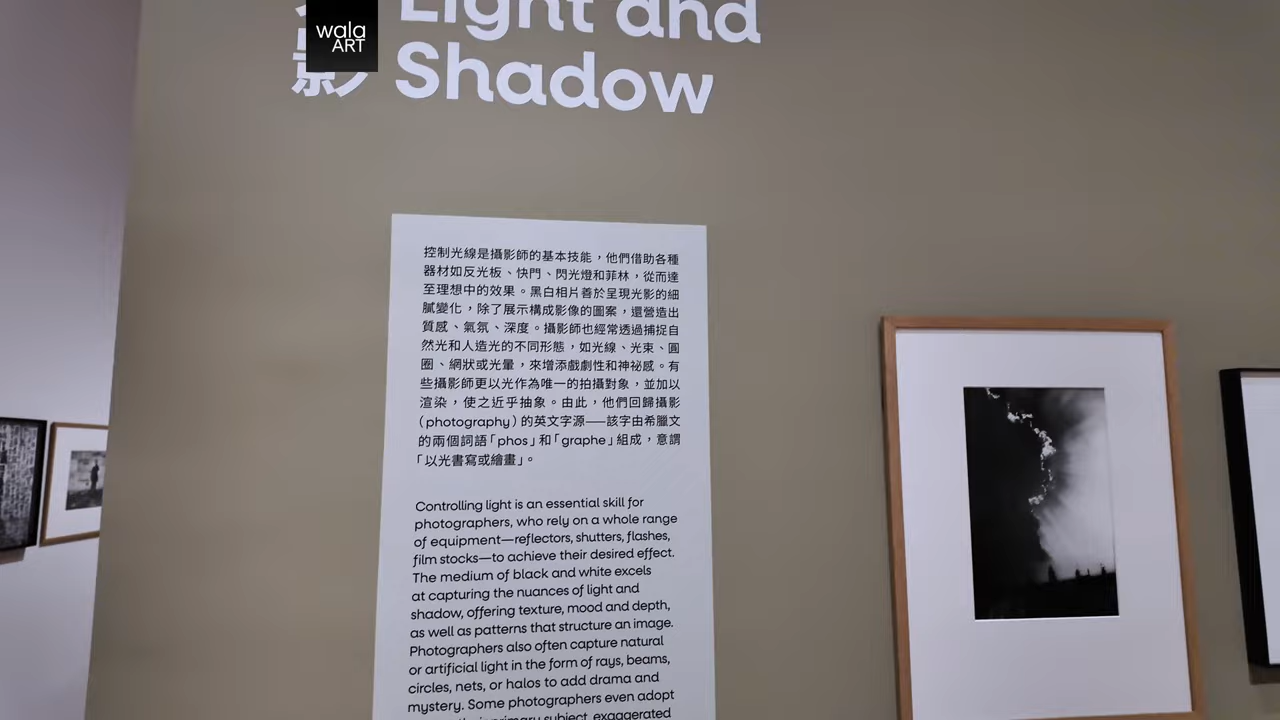 wala
ART
Light and
影 Shadow
控制光線是攝影師的基本技能，他們借助各種
器材如反光板、快門、閃光燈和菲林，從而達
至理想中的效果。黑白相片善於呈現光影的細
膩變化，除了展示構成影像的圖案，還營造出
質感、氣氛、深度。攝影師也經常透過捕捉自
然光和人造光的不同形態，如光線、光束、圓
圈、網狀或光暈，來增添戲劇性和神祕感。有
些攝影師更以光作為唯一的拍攝對象，並加以
渲染，使之近乎抽象。由此，他們回歸攝影
（photography）的英文字源——該字由希臘文
的兩個詞語「phos」和「graphe」組成，意謂
「以光書寫或繪畫」。
Controlling light is an essential skill for
photographers, who rely on a whole range
of equipment—reflectors, shutters, flashes,
film stocks—to achieve their desired effect.
The medium of black and white excels
at capturing the nuances of light and
shadow, offering texture, mood and depth,
as well as patterns that structure an image.
Photographers also often capture natural
or artificial light in the form of rays, beams,
circles, nets, or halos to add drama and
mystery. Some photographers even adopt
their primary subject, exaggerated